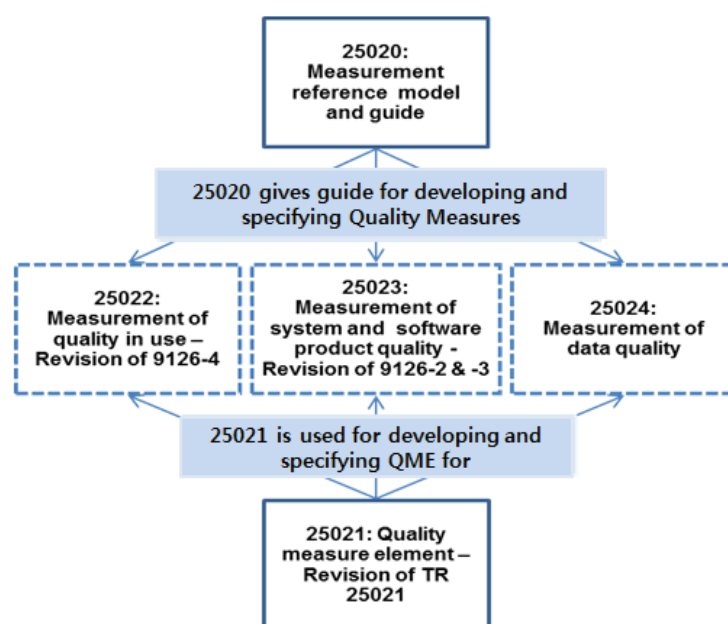 25020:
Measurement
reference model
and guide
25020 gives guide for developing and
specifying Quality Measures
25022:
Measurement of
quality in use –
Revision of 9126-4
25023:
Measurement of
system and software
product quality -
Revision of 9126-2 & -3
25024:
Measurement of
data quality
25021 is used for developing and
specifying QME for
25021: Quality
measure element –
Revision of TR
25021